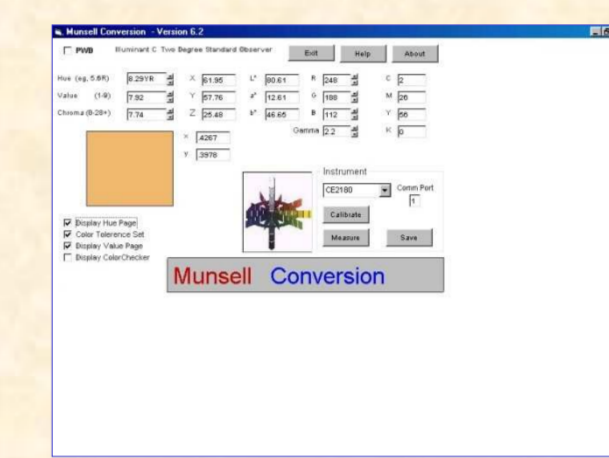 Munsell Conversion - Version 6.2
PWB Illuminant C Two Degree Standard Observer Exit Help About
Hue (eg, 5.6R) 8.29YR X 61.95 L* 80.61 R 248 C 2
Value (1-9) 7.92 Y 57.76 a* 12.61 G 188 M 26
Chroma (0-28+) 7.74 Z 25.48 b* 46.65 B 112 Y 56
x .4267 Gamma 2.2 K 0
Y .3978
Instrument
CE2180 Comm Port
1
Calibrate
Measure Save
Display Hue Page
Color Tolerence Set
Display Value Page
Display ColorChecker
Munsell Conversion